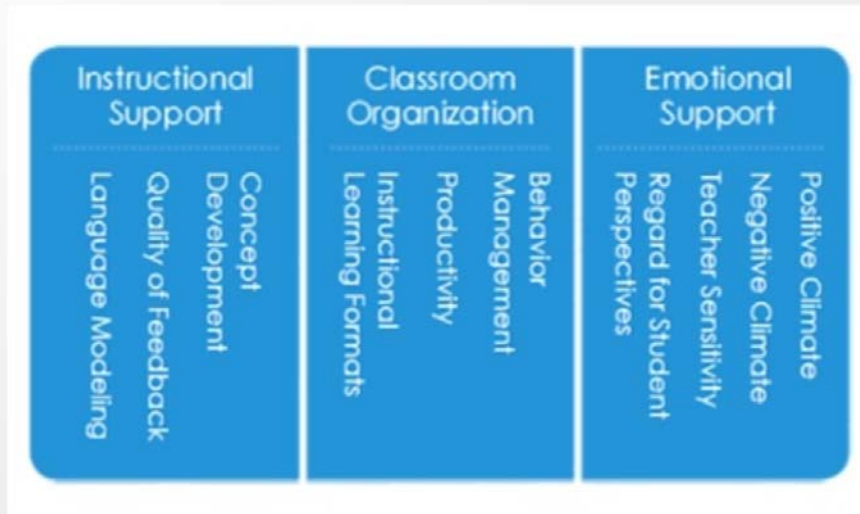 Instructional
Support
Concept
Development
Quality of Feedback
Language Modeling
Classroom
Organization
Behavior
Management
Productivity
Instructional
Learning Formats
Emotional
Support
Positive Climate
Negative Climate
Teacher Sensitivity
Regard for Student
Perspectives